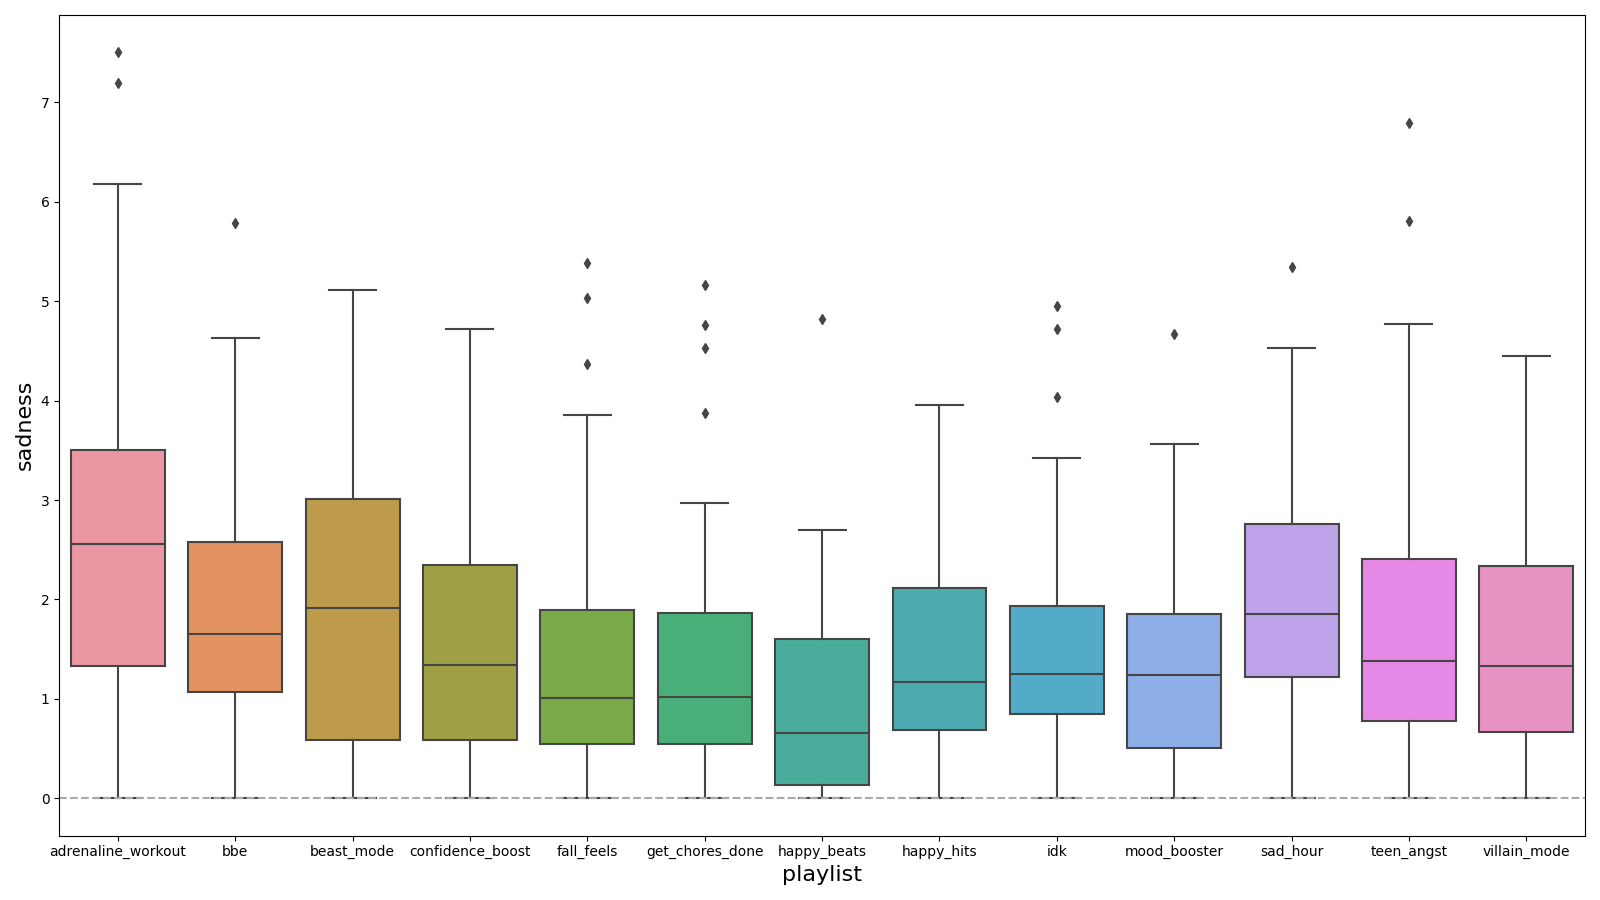 7
6
5
4
3
2
1
0
sadness
adrenaline_workout bbe beast_mode confidence_boost fall_feels get_chores_done happy_beats happy_hits idk mood_booster sad_hour teen_angst villain_mode
playlist